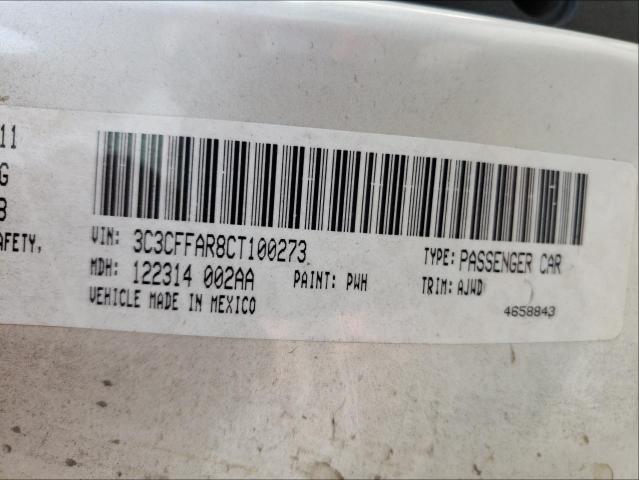 11
G
B
AFETY,
VIN: 3C3CFFAR8CT100273 TYPE: PASSENGER CAR
MDH: 122314 002AA PAINT: PWH TRIM: AJWD
VEHICLE MADE IN MEXICO 4658843